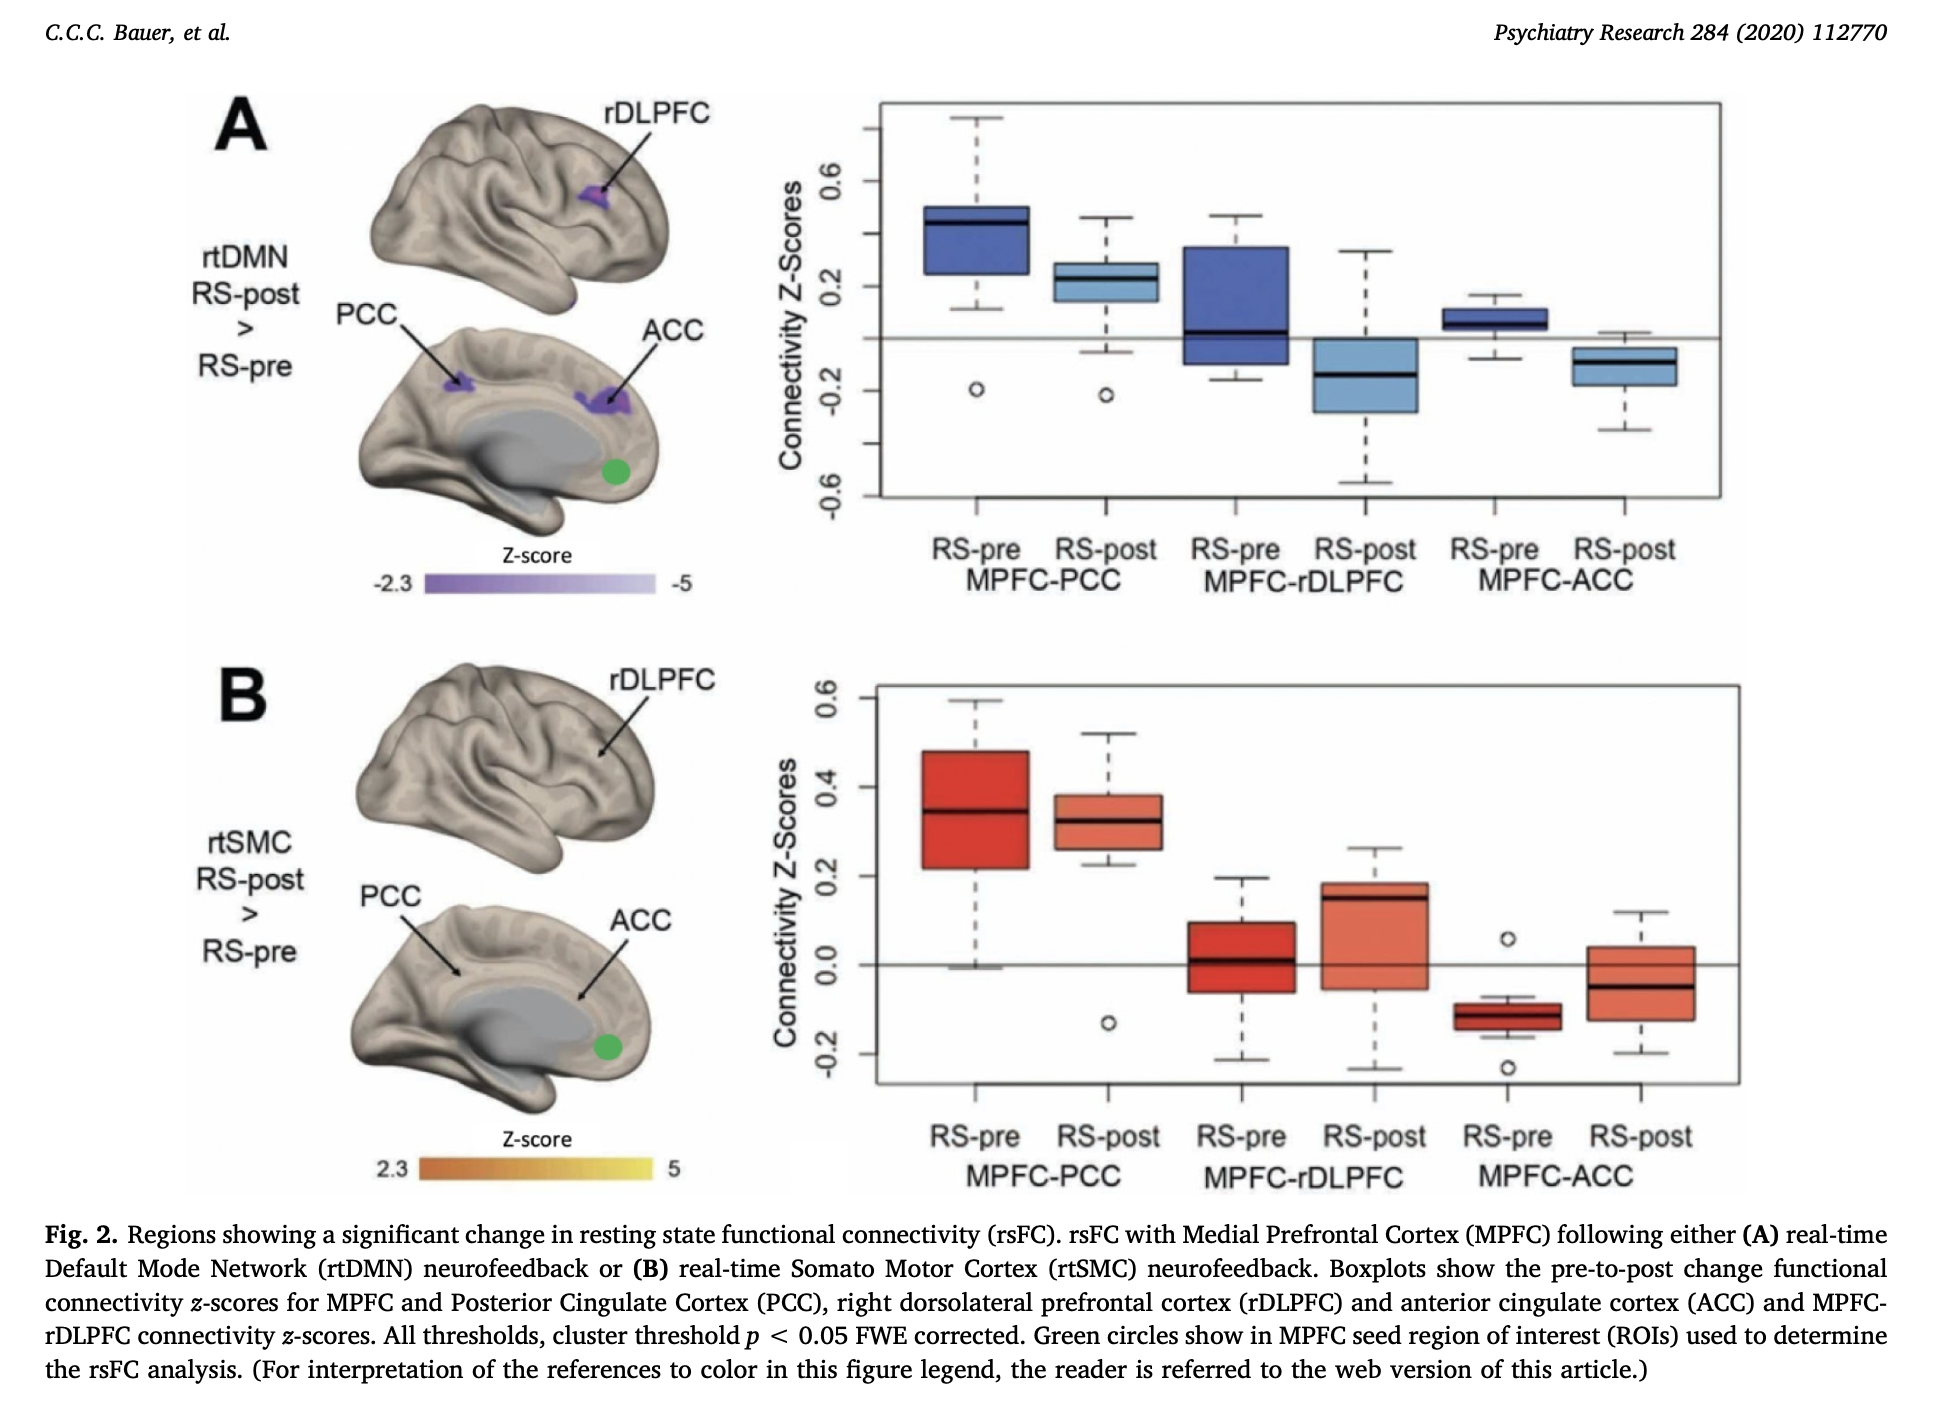 C.C.C. Bauer, et al.
Psychiatry Research 284 (2020) 112770
A
rDLPFC
rtDMN
RS-post
>
RS-pre
PCC
ACC
Z-score
-2.3 -5
Connectivity Z-Scores
0.6
0.2
-0.2
-0.6
RS-pre RS-post RS-pre RS-post RS-pre RS-post
MPFC-PCC MPFC-rDLPFC MPFC-ACC
B
rDLPFC
rtSMC
RS-post
>
RS-pre
PCC
ACC
Z-score
2.3 5
Connectivity Z-Scores
0.6
0.4
0.2
0.0
-0.2
RS-pre RS-post RS-pre RS-post RS-pre RS-post
MPFC-PCC MPFC-rDLPFC MPFC-ACC
Fig. 2. Regions showing a significant change in resting state functional connectivity (rsFC). rsFC with Medial Prefrontal Cortex (MPFC) following either (A) real-time
Default Mode Network (rtDMN) neurofeedback or (B) real-time Somato Motor Cortex (rtSMC) neurofeedback. Boxplots show the pre-to-post change functional
connectivity z-scores for MPFC and Posterior Cingulate Cortex (PCC), right dorsolateral prefrontal cortex (rDLPFC) and anterior cingulate cortex (ACC) and MPFC-
rDLPFC connectivity z-scores. All thresholds, cluster threshold p < 0.05 FWE corrected. Green circles show in MPFC seed region of interest (ROIs) used to determine
the rsFC analysis. (For interpretation of the references to color in this figure legend, the reader is referred to the web version of this article.)